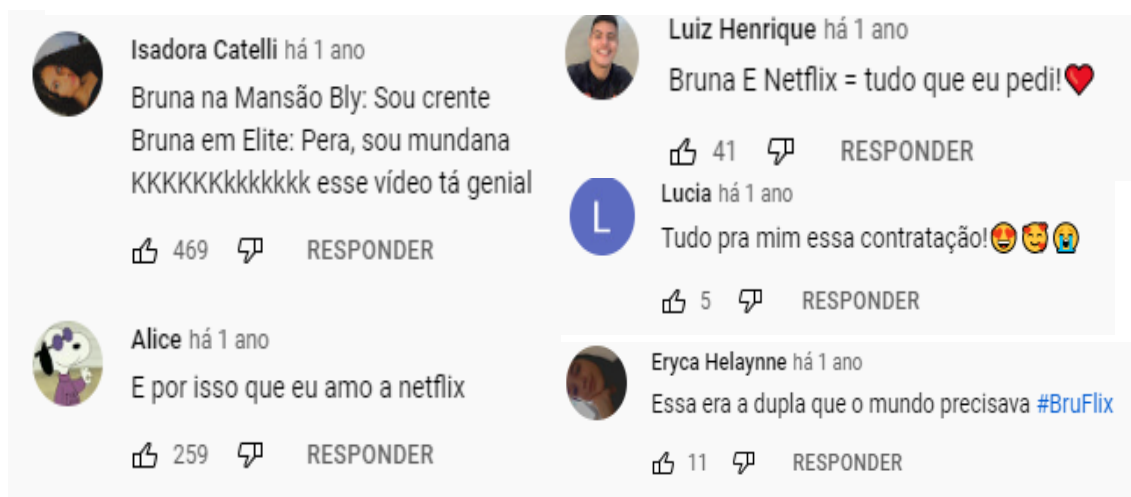 Isadora Catelli há 1 ano
Bruna na Mansão Bly: Sou crente
Bruna em Elite: Pera, sou mundana
KKKKKKkkkkkkk esse vídeo tá genial
469 RESPONDER
Alice há 1 ano
E por isso que eu amo a netflix
259 RESPONDER
Luiz Henrique há 1 ano
Bruna E Netflix = tudo que eu pedi!❤️
41 RESPONDER
L
Lucia há 1 ano
Tudo pra mim essa contratação!😍🥰😭
5 RESPONDER
Eryca Helaynne há 1 ano
Essa era a dupla que o mundo precisava #BruFlix
11 RESPONDER